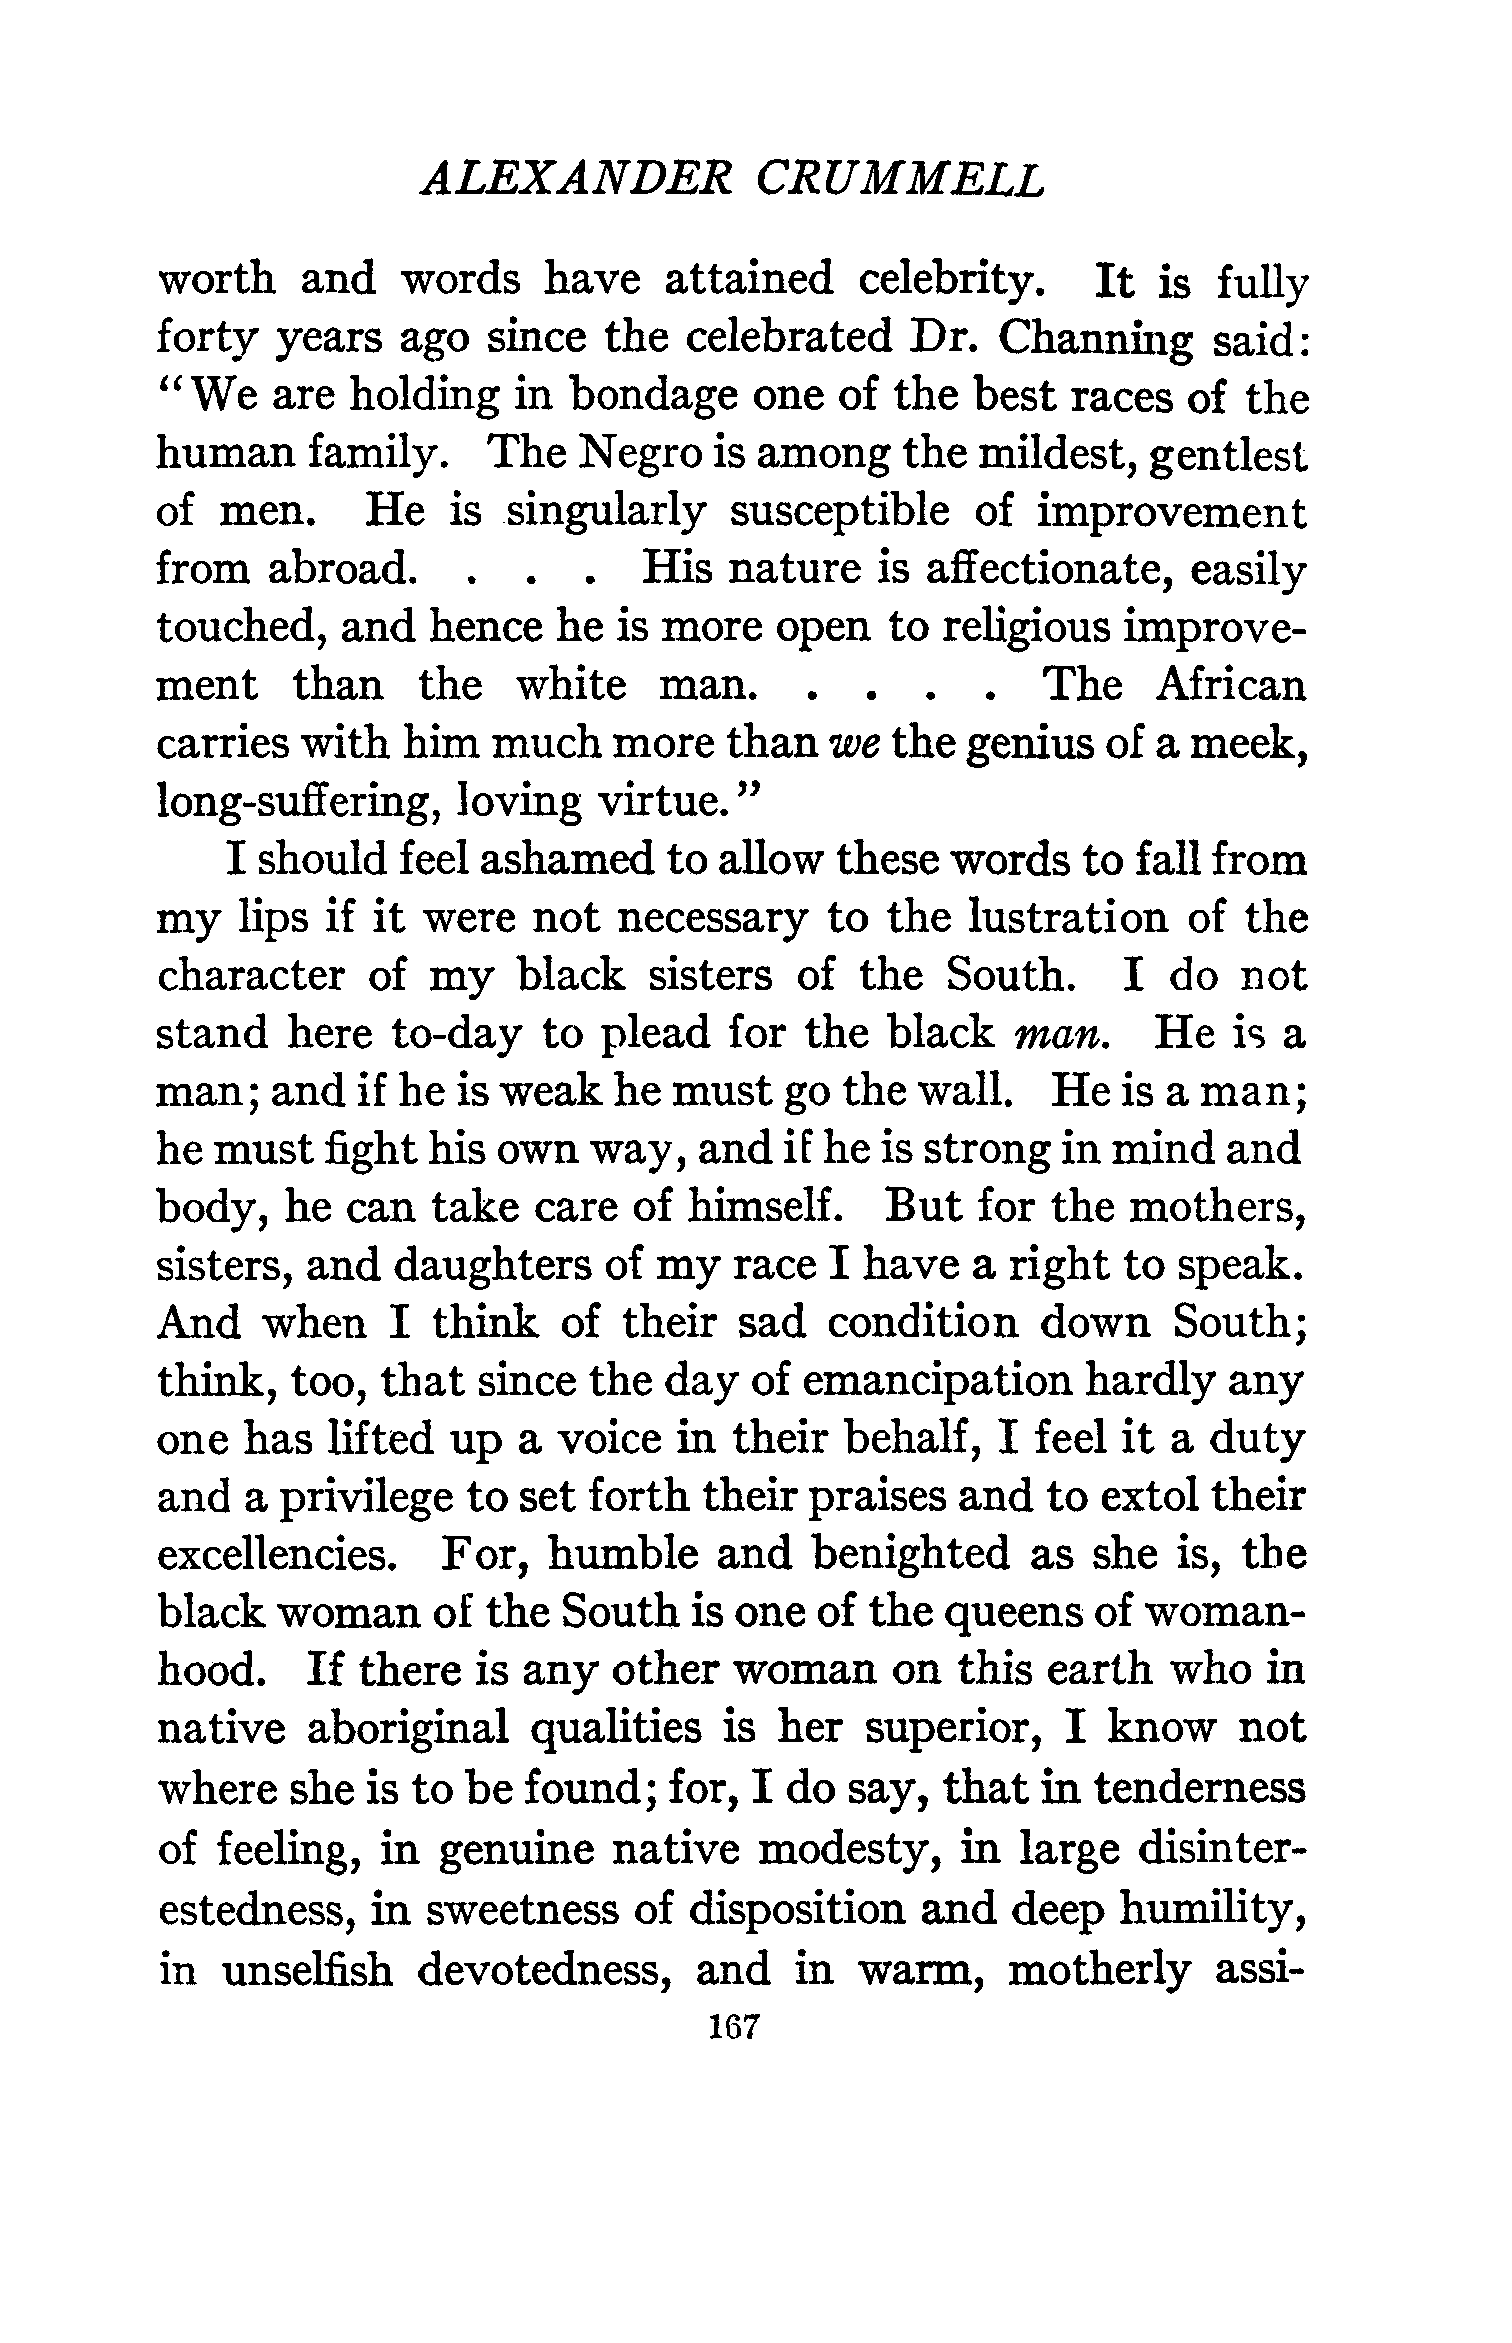 ALEXANDER CRUMMELL
worth and words have attained celebrity. It is fully
forty years ago since the celebrated Dr. Channing said:
"We are holding in bondage one of the best races of the
human family. The Negro is among the mildest, gentlest
of men. He is singularly susceptible of improvement
from abroad. . . . His nature is affectionate, easily
touched, and hence he is more open to religious improve-
ment than the white man. . . . . The African
carries with him much more than we the genius of a meek,
long-suffering, loving virtue."
I should feel ashamed to allow these words to fall from
my lips if it were not necessary to the lustration of the
character of my black sisters of the South. I do not
stand here to-day to plead for the black man. He is a
man; and if he is weak he must go the wall. He is a man;
he must fight his own way, and if he is strong in mind and
body, he can take care of himself. But for the mothers,
sisters, and daughters of my race I have a right to speak.
And when I think of their sad condition down South;
think, too, that since the day of emancipation hardly any
one has lifted up a voice in their behalf, I feel it a duty
and a privilege to set forth their praises and to extol their
excellencies. For, humble and benighted as she is, the
black woman of the South is one of the queens of woman-
hood. If there is any other woman on this earth who in
native aboriginal qualities is her superior, I know not
where she is to be found; for, I do say, that in tenderness
of feeling, in genuine native modesty, in large disinter-
estedness, in sweetness of disposition and deep humility,
in unselfish devotedness, and in warm, motherly assi-
167